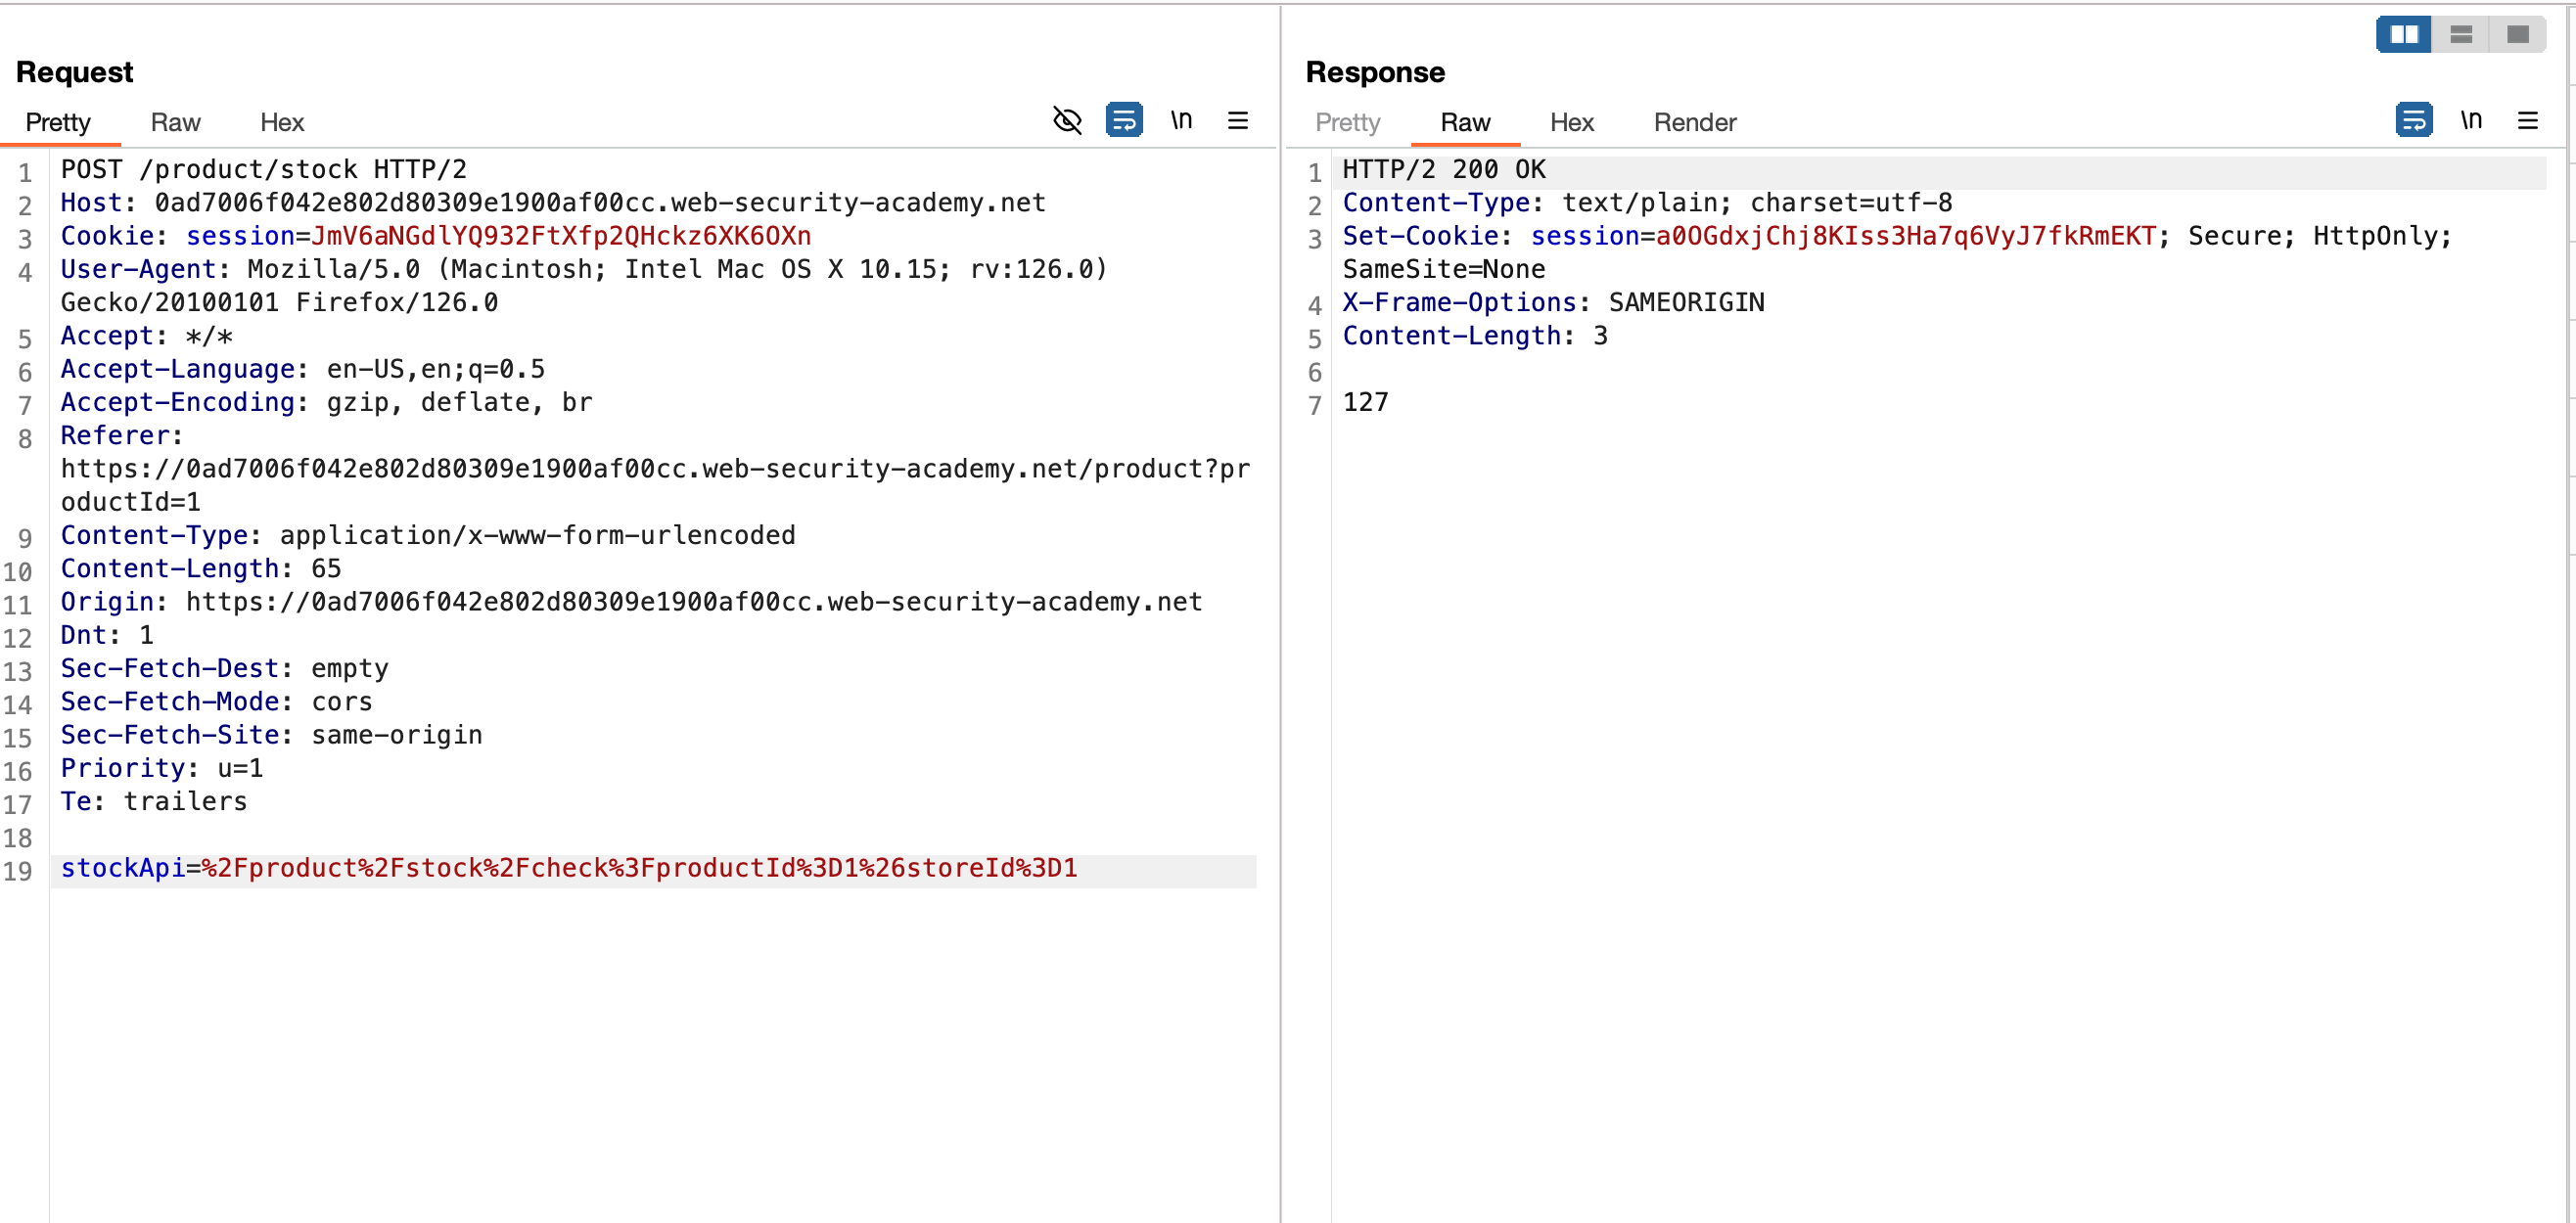 Request
Pretty Raw Hex \n
1 POST /product/stock HTTP/2
2 Host: 0ad7006f042e802d80309e1900af00cc.web-security-academy.net
3 Cookie: session=JmV6aNGdlYQ932FtXfp2QHckz6XK6OXn
4 User-Agent: Mozilla/5.0 (Macintosh; Intel Mac OS X 10.15; rv:126.0)
Gecko/20100101 Firefox/126.0
5 Accept: */*
6 Accept-Language: en-US,en;q=0.5
7 Accept-Encoding: gzip, deflate, br
8 Referer:
https://0ad7006f042e802d80309e1900af00cc.web-security-academy.net/product?pr
oductId=1
9 Content-Type: application/x-www-form-urlencoded
10 Content-Length: 65
11 Origin: https://0ad7006f042e802d80309e1900af00cc.web-security-academy.net
12 Dnt: 1
13 Sec-Fetch-Dest: empty
14 Sec-Fetch-Mode: cors
15 Sec-Fetch-Site: same-origin
16 Priority: u=1
17 Te: trailers
18
19 stockApi=%2Fproduct%2Fstock%2Fcheck%3FproductId%3D1%26storeId%3D1
Response
Pretty Raw Hex Render \n
1 HTTP/2 200 OK
2 Content-Type: text/plain; charset=utf-8
3 Set-Cookie: session=a0OGdxjChj8KIss3Ha7q6VyJ7fkRmEKT; Secure; HttpOnly;
SameSite=None
4 X-Frame-Options: SAMEORIGIN
5 Content-Length: 3
6
7 127